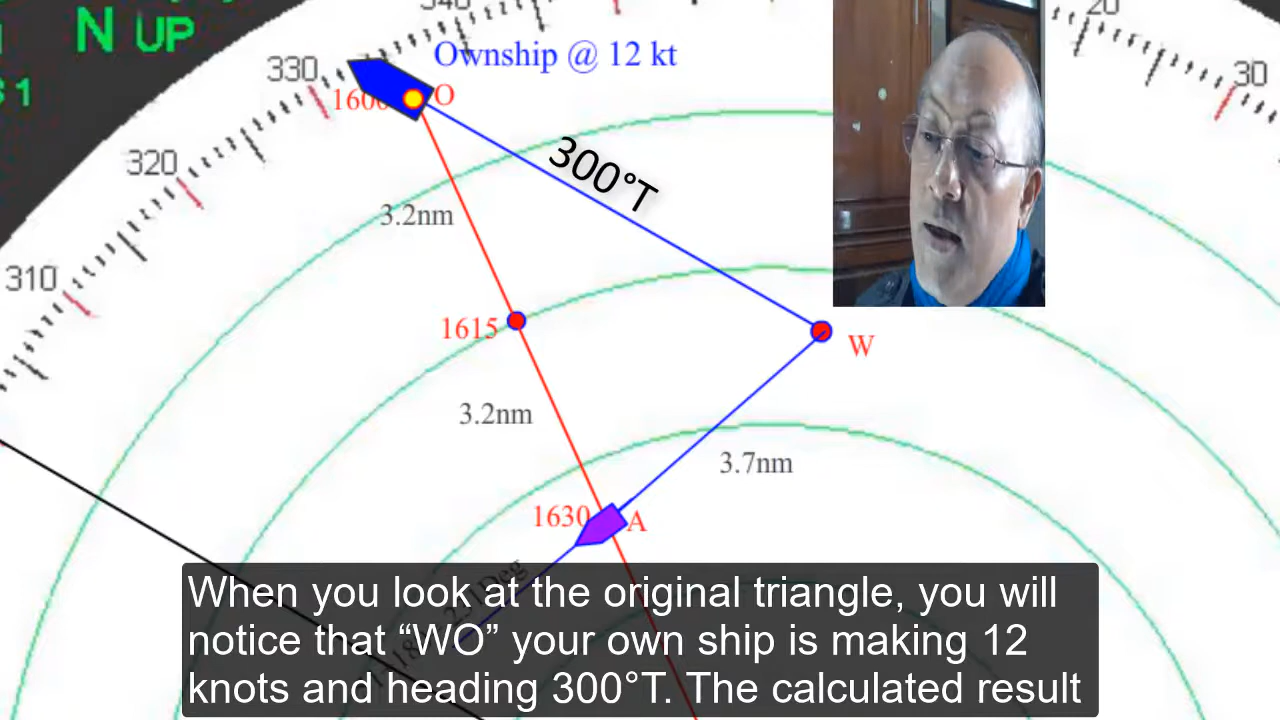 N UP
340
20
Ownship @ 12 kt
330
30
O
300°T
320
3.2nm
310
1615
W
3.2nm
3.7nm
1630
A
When you look at the original triangle, you will
notice that “WO” your own ship is making 12
knots and heading 300°T. The calculated result